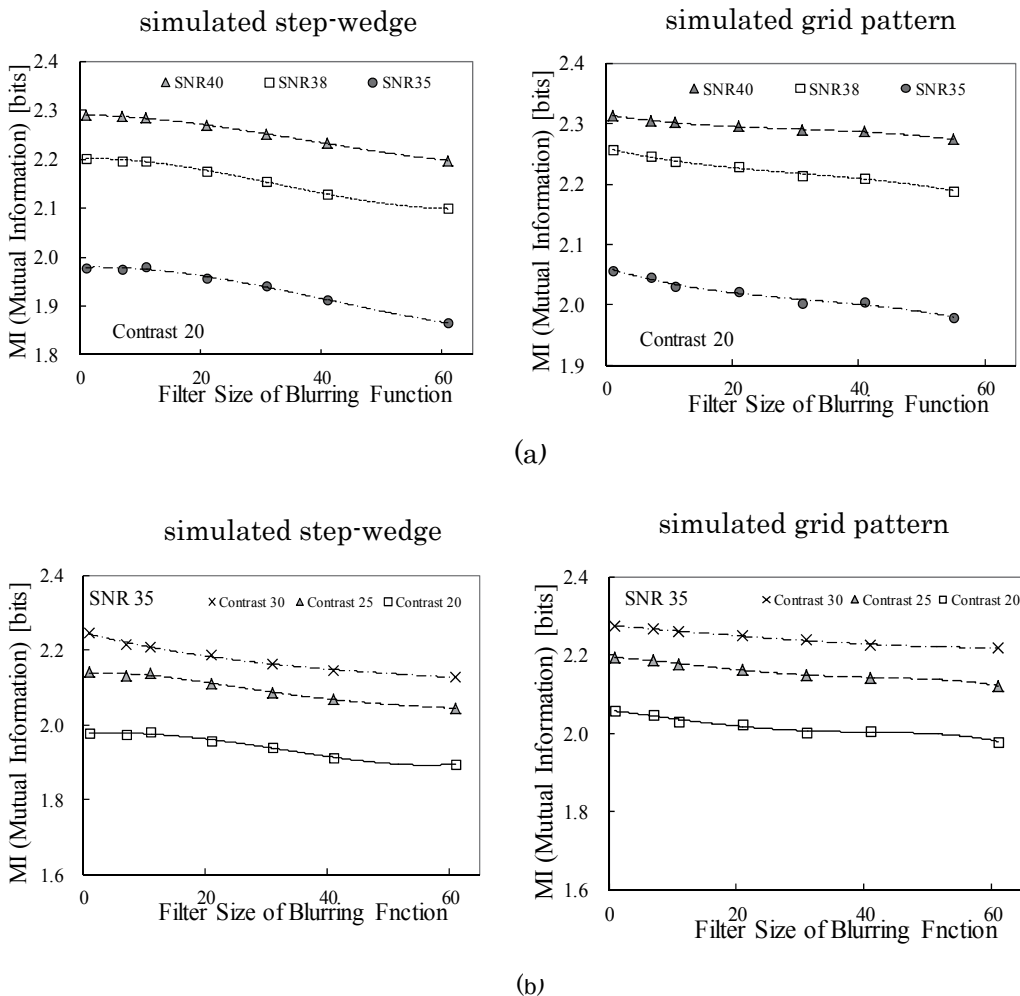 simulated step-wedge
simulated grid pattern
MI (Mutual Information) [bits]
2.4
2.3
2.2
2.1
2.0
1.9
1.8
SNR40 SNR38 SNR35
Contrast 20
0 20 40 60
Filter Size of Blurring Function
MI (Mutual Information) [bits]
2.4
2.3
2.2
2.1
2.0
1.9
SNR40 SNR38 SNR35
Contrast 20
0 20 40 60
Filter Size of Blurring Function
(a)
simulated step-wedge
simulated grid pattern
MI (Mutual Information) [bits]
2.4
2.2
2.0
1.8
1.6
SNR 35 Contrast 30 Contrast 25 Contrast 20
0 20 40 60
Filter Size of Blurring Fnction
MI (Mutual Information) [bits]
2.4
2.2
2.0
1.8
1.6
SNR 35 Contrast 30 Contrast 25 Contrast 20
0 20 40 60
Filter Size of Blurring Fnction
(b)